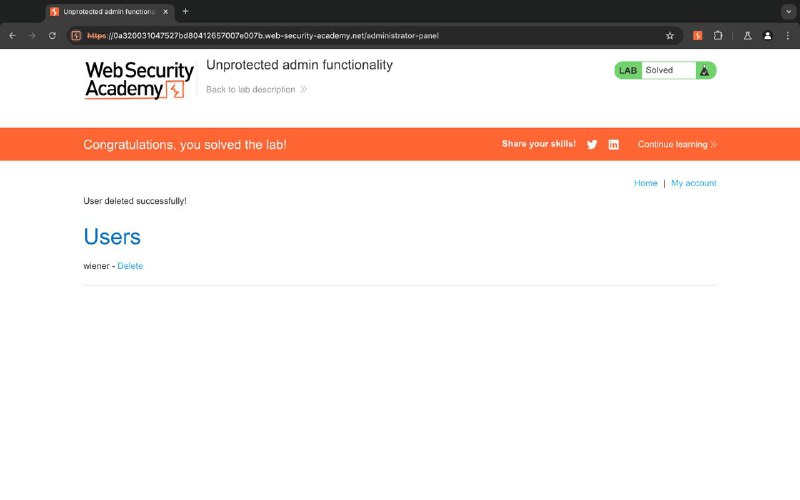 Unprotected admin functiona
https://0a320031047527bd80412657007e007b.web-security-academy.net/administrator-panel
Web Security
Academy
Unprotected admin functionality
Back to lab description
LAB Solved
Congratulations, you solved the lab!
Share your skills!
Continue learning
Home | My account
User deleted successfully!
Users
wiener - Delete